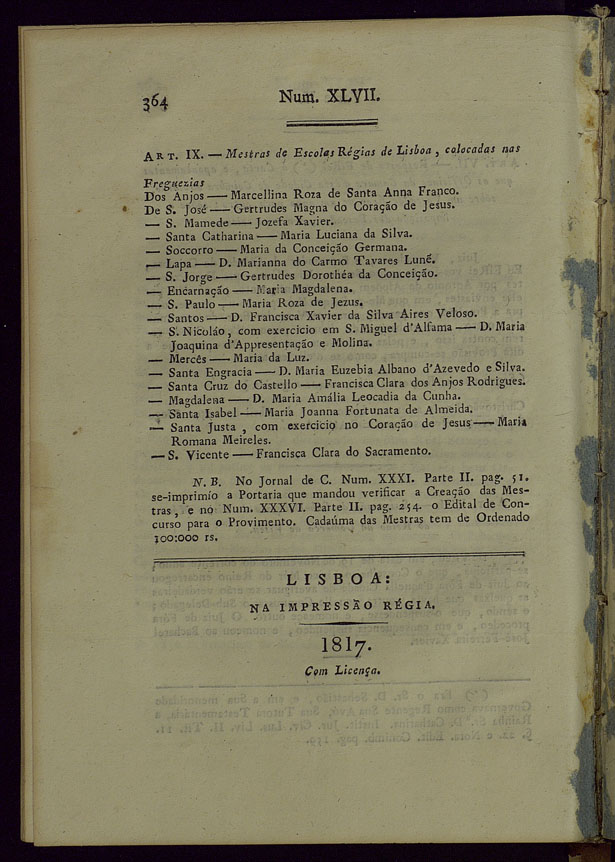 364 Num. XLVII.
ART. IX. — Mestras de Escolas Régias de Lisboa, colocadas nas
Freguezias
Dos Anjos — Marcellina Roza de Santa Anna Franco.
De S. José — Gertrudes Magna do Coração de Jesus.
— S. Mamede — Jozefa Xavier.
— Santa Catharina — Maria Luciana da Silva.
— Soccorro — Maria da Conceição Germana.
— Lapa — D. Marianna do Carmo Tavares Luné.
— S. Jorge — Gertrudes Dorothéa da Conceição.
— Encarnação — Maria Magdalena.
— S. Paulo — Maria Roza de Jezus.
— Santos — D. Francisca Xavier da Silva Aires Veloso.
— S. Nicoláo, com exercicio em S. Miguel d'Alfama — D. Maria
Joaquina d'Appresentação e Molina.
— Mercês — Maria da Luz.
— Santa Engracia — D. Maria Euzebia Albano d'Azevedo e Silva.
— Santa Cruz do Castello — Francisca Clara dos Anjos Rodrigues.
— Magdalena — D. Maria Amália Leocadia da Cunha.
— Santa Isabel — Maria Joanna Fortunata de Almeida.
— Santa Justa, com exercicio no Coração de Jesus — Maria
Romana Meireles.
— S. Vicente — Francisca Clara do Sacramento.
N. B. No Jornal de C. Num. XXXI. Parte II. pag. 51.
se-imprimío a Portaria que mandou verificar a Creação das Mes-
tras, e no Num. XXXVI. Parte II. pag. 254. o Edital de Con-
curso para o Provimento. Cadaúma das Mestras tem de Ordenado
100:000 rs.
LISBOA:
NA IMPRESSÃO RÉGIA.
1817.
Com Licença.